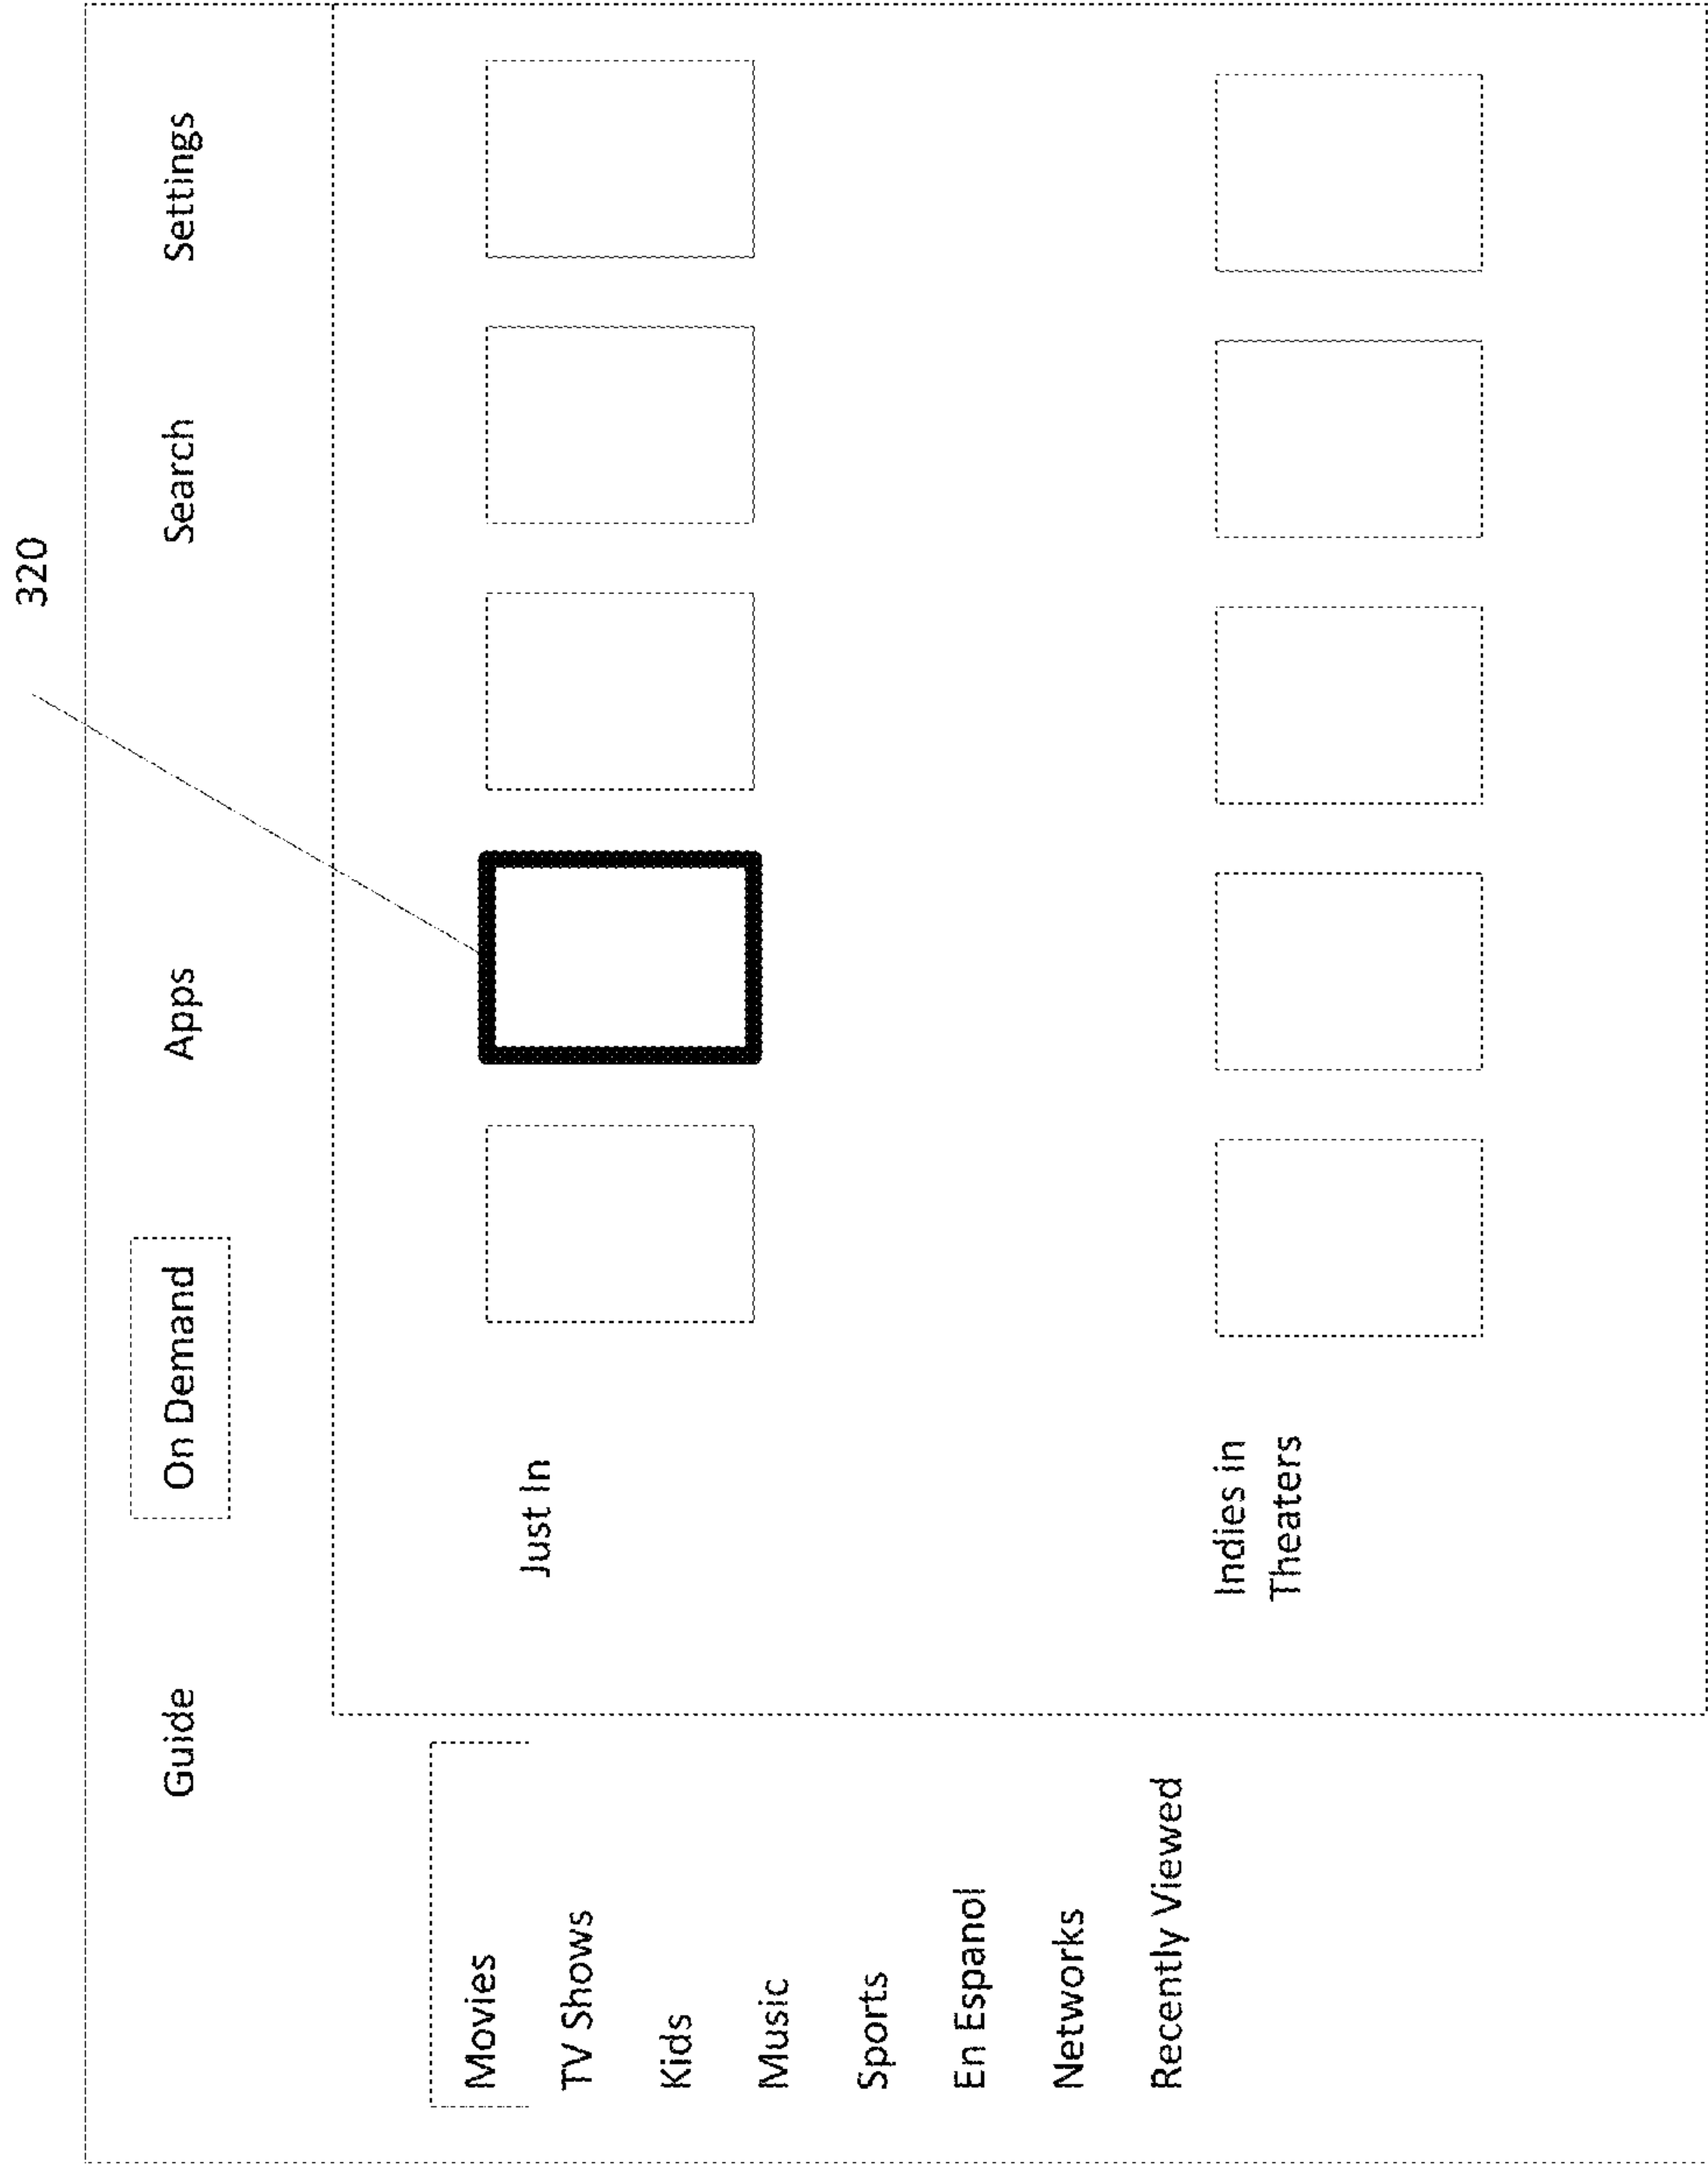 320
Guide
On Demand
Apps
Search
Settings
Movies
TV Shows
Kids
Music
Sports
En Espanol
Networks
Recently Viewed
Just In
Indies in
Theaters